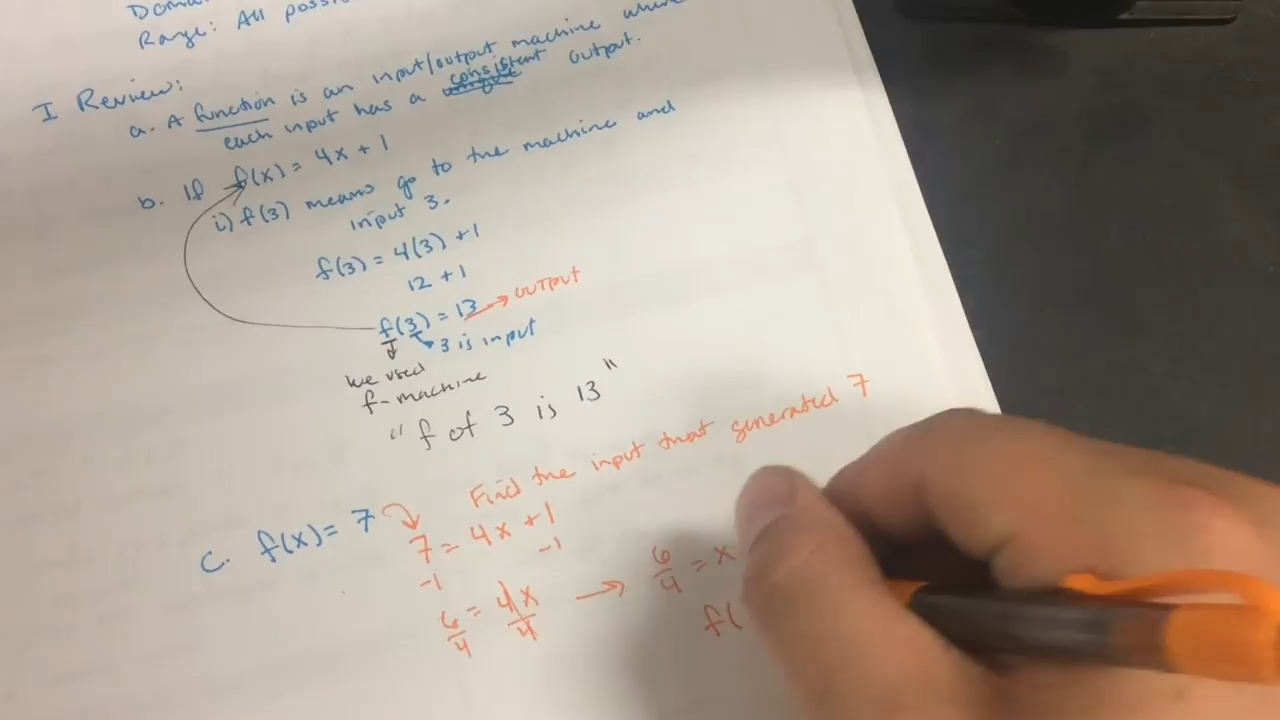 Doma
Range: All possi
I Review:
a. A function is an input/output machine where
each input has a consistent output.
b. If f(x) = 4x + 1
i) f(3) means go to the machine and
input 3.
f(3) = 4(3) + 1
12 + 1
f(3) = 13 → output
3 is input
we used
f-machine
"f of 3 is 13"
Find the input that generated 7
c. f(x) = 7
7 = 4x + 1
-1 -1
6/4 = 4x/4 → 6/4 = x
f(